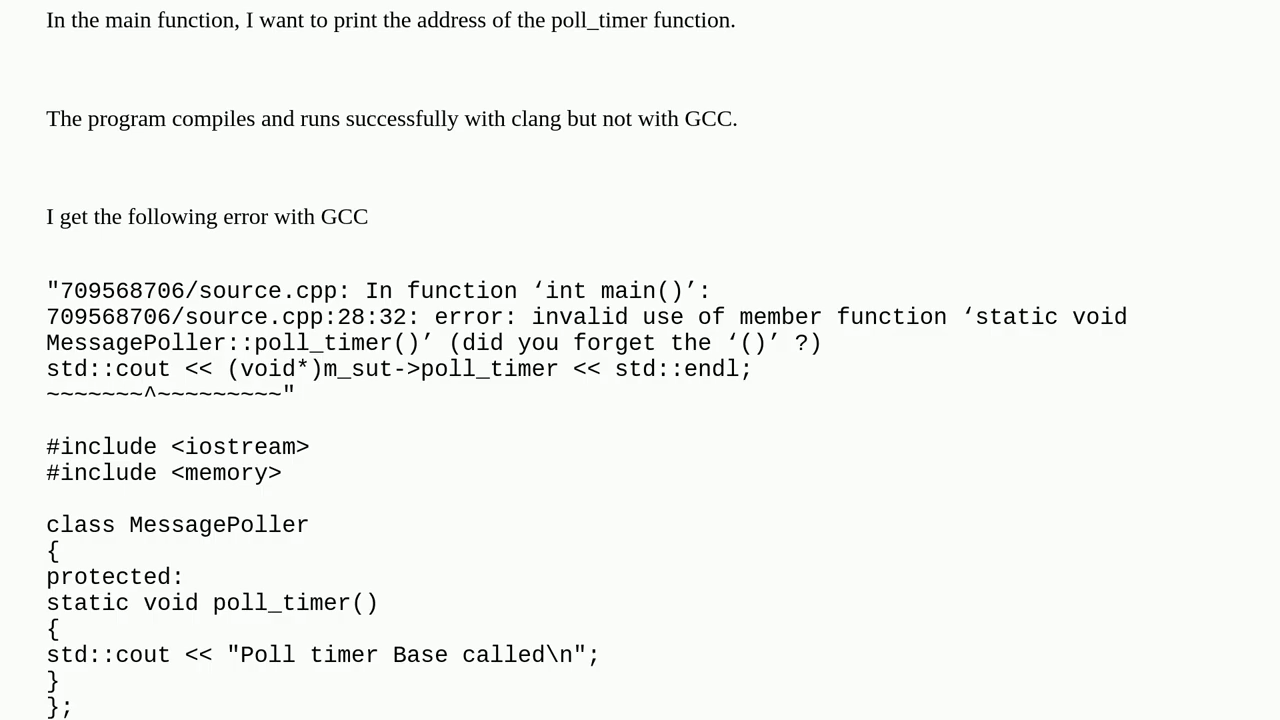 In the main function, I want to print the address of the poll_timer function.
The program compiles and runs successfully with clang but not with GCC.
I get the following error with GCC
"709568706/source.cpp: In function ‘int main()’:
709568706/source.cpp:28:32: error: invalid use of member function ‘static void
MessagePoller::poll_timer()’ (did you forget the ‘()’ ?)
std::cout << (void*)m_sut->poll_timer << std::endl;
~~~~~~~^~~~~~~~~~"
#include <iostream>
#include <memory>
class MessagePoller
{
protected:
static void poll_timer()
{
std::cout << "Poll timer Base called\n";
}
};